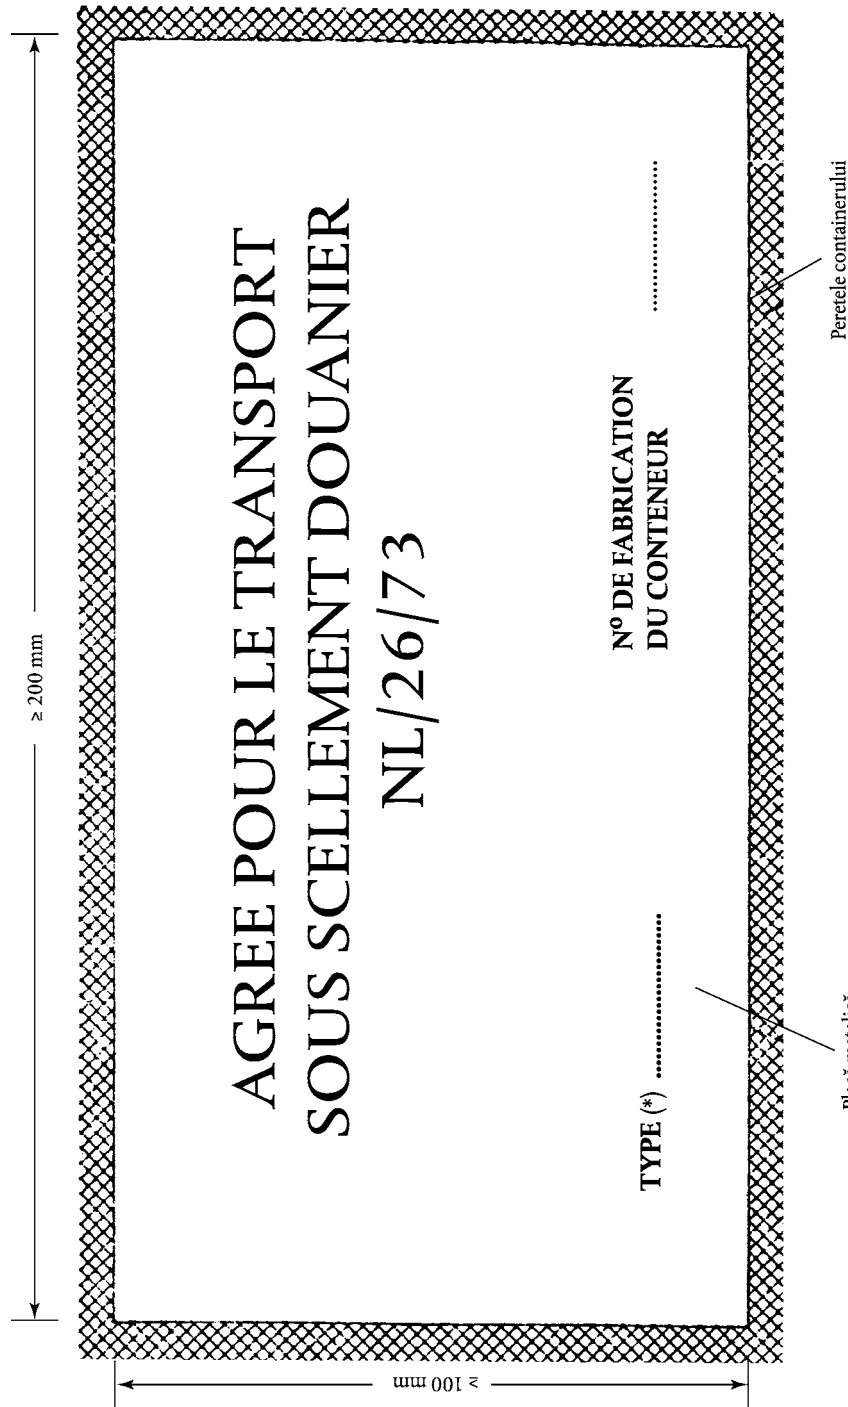 ≥ 200 mm
AGREE POUR LE TRANSPORT
SOUS SCELLEMENT DOUANIER
NL/26/73
TYPE (*) ........................
Nº DE FABRICATION
DU CONTENEUR ........................
≥ 100 mm
Peretele containerului